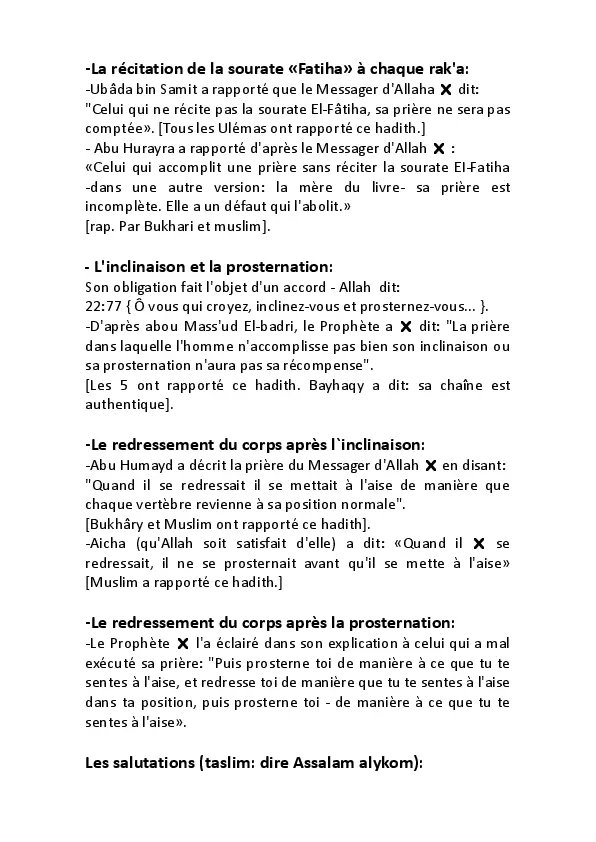 -La récitation de la sourate «Fatiha» à chaque rak'a:
-Ubâda bin Samit a rapporté que le Messager d'Allaha ✖ dit:
"Celui qui ne récite pas la sourate El-Fâtiha, sa prière ne sera pas
comptée». [Tous les Ulémas ont rapporté ce hadith.]
- Abu Hurayra a rapporté d'après le Messager d'Allah ✖ :
«Celui qui accomplit une prière sans réciter la sourate El-Fatiha
-dans une autre version: la mère du livre- sa prière est
incomplète. Elle a un défaut qui l'abolit.»
[rap. Par Bukhari et muslim].
- L'inclinaison et la prosternation:
Son obligation fait l'objet d'un accord - Allah dit:
22:77 { Ô vous qui croyez, inclinez-vous et prosternez-vous... }.
-D'après abou Mass'ud El-badri, le Prophète a ✖ dit: "La prière
dans laquelle l'homme n'accomplisse pas bien son inclinaison ou
sa prosternation n'aura pas sa récompense".
[Les 5 ont rapporté ce hadith. Bayhaqy a dit: sa chaîne est
authentique].
-Le redressement du corps après l`inclinaison:
-Abu Humayd a décrit la prière du Messager d'Allah ✖ en disant:
"Quand il se redressait il se mettait à l'aise de manière que
chaque vertèbre revienne à sa position normale".
[Bukhâry et Muslim ont rapporté ce hadith].
-Aicha (qu'Allah soit satisfait d'elle) a dit: «Quand il ✖ se
redressait, il ne se prosternait avant qu'il se mette à l'aise»
[Muslim a rapporté ce hadith.]
-Le redressement du corps après la prosternation:
-Le Prophète ✖ l'a éclairé dans son explication à celui qui a mal
exécuté sa prière: "Puis prosterne toi de manière à ce que tu te
sentes à l'aise, et redresse toi de manière que tu te sentes à l'aise
dans ta position, puis prosterne toi - de manière à ce que tu te
sentes à l'aise».
Les salutations (taslim: dire Assalam alykom):